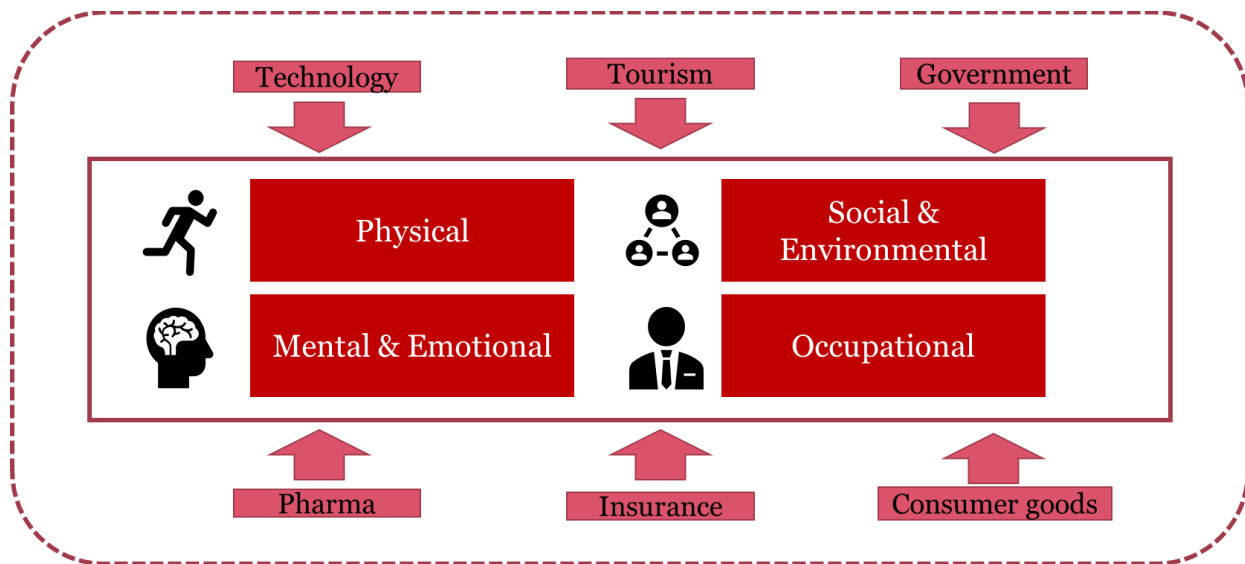 Technology
Tourism
Government
Physical
Social &
Environmental
Mental & Emotional
Occupational
Pharma
Insurance
Consumer goods